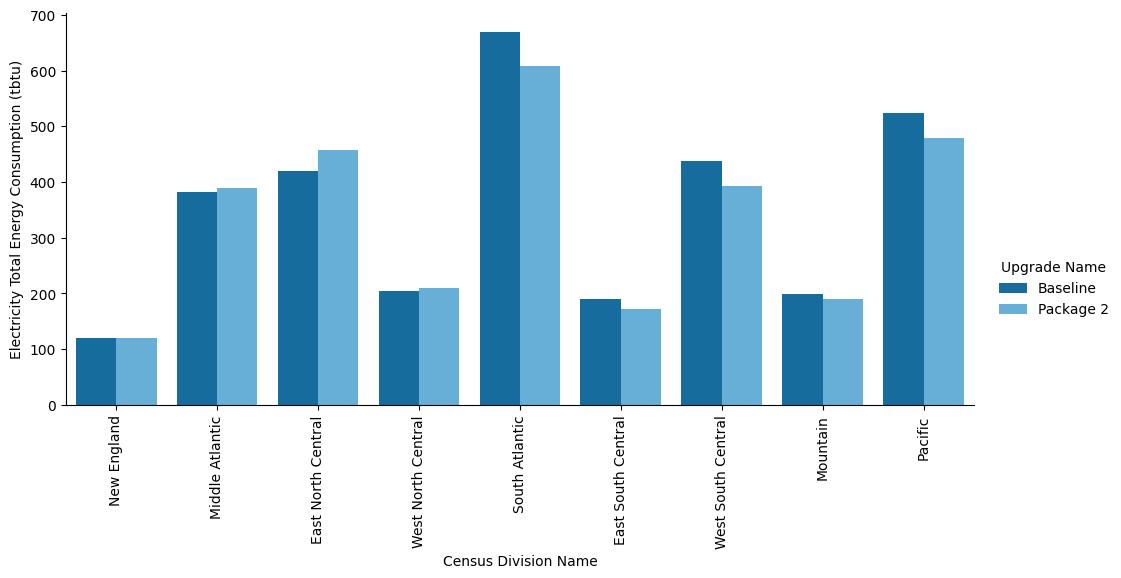 Electricity Total Energy Consumption (tbtu)
700
600
500
400
300
200
100
0
New England
Middle Atlantic
East North Central
West North Central
South Atlantic
East South Central
West South Central
Mountain
Pacific
Census Division Name
Upgrade Name
Baseline
Package 2